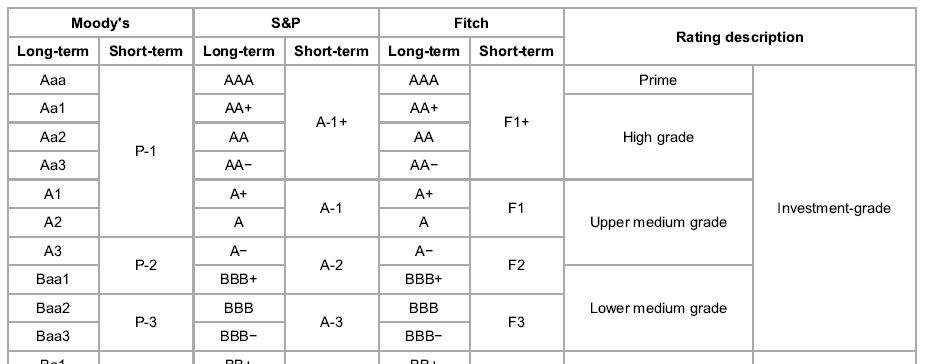 Moody's S&P Fitch Rating description
Long-term Short-term Long-term Short-term Long-term Short-term
Aaa P-1 AAA A-1+ AAA F1+ Prime Investment-grade
Aa1 AA+ AA+ High grade
Aa2 AA AA
Aa3 AA− AA−
A1 A+ A-1 A+ F1 Upper medium grade
A2 A A
A3 P-2 A− A-2 A− F2
Baa1 BBB+ BBB+ Lower medium grade
Baa2 P-3 BBB A-3 BBB F3
Baa3 BBB− BBB−